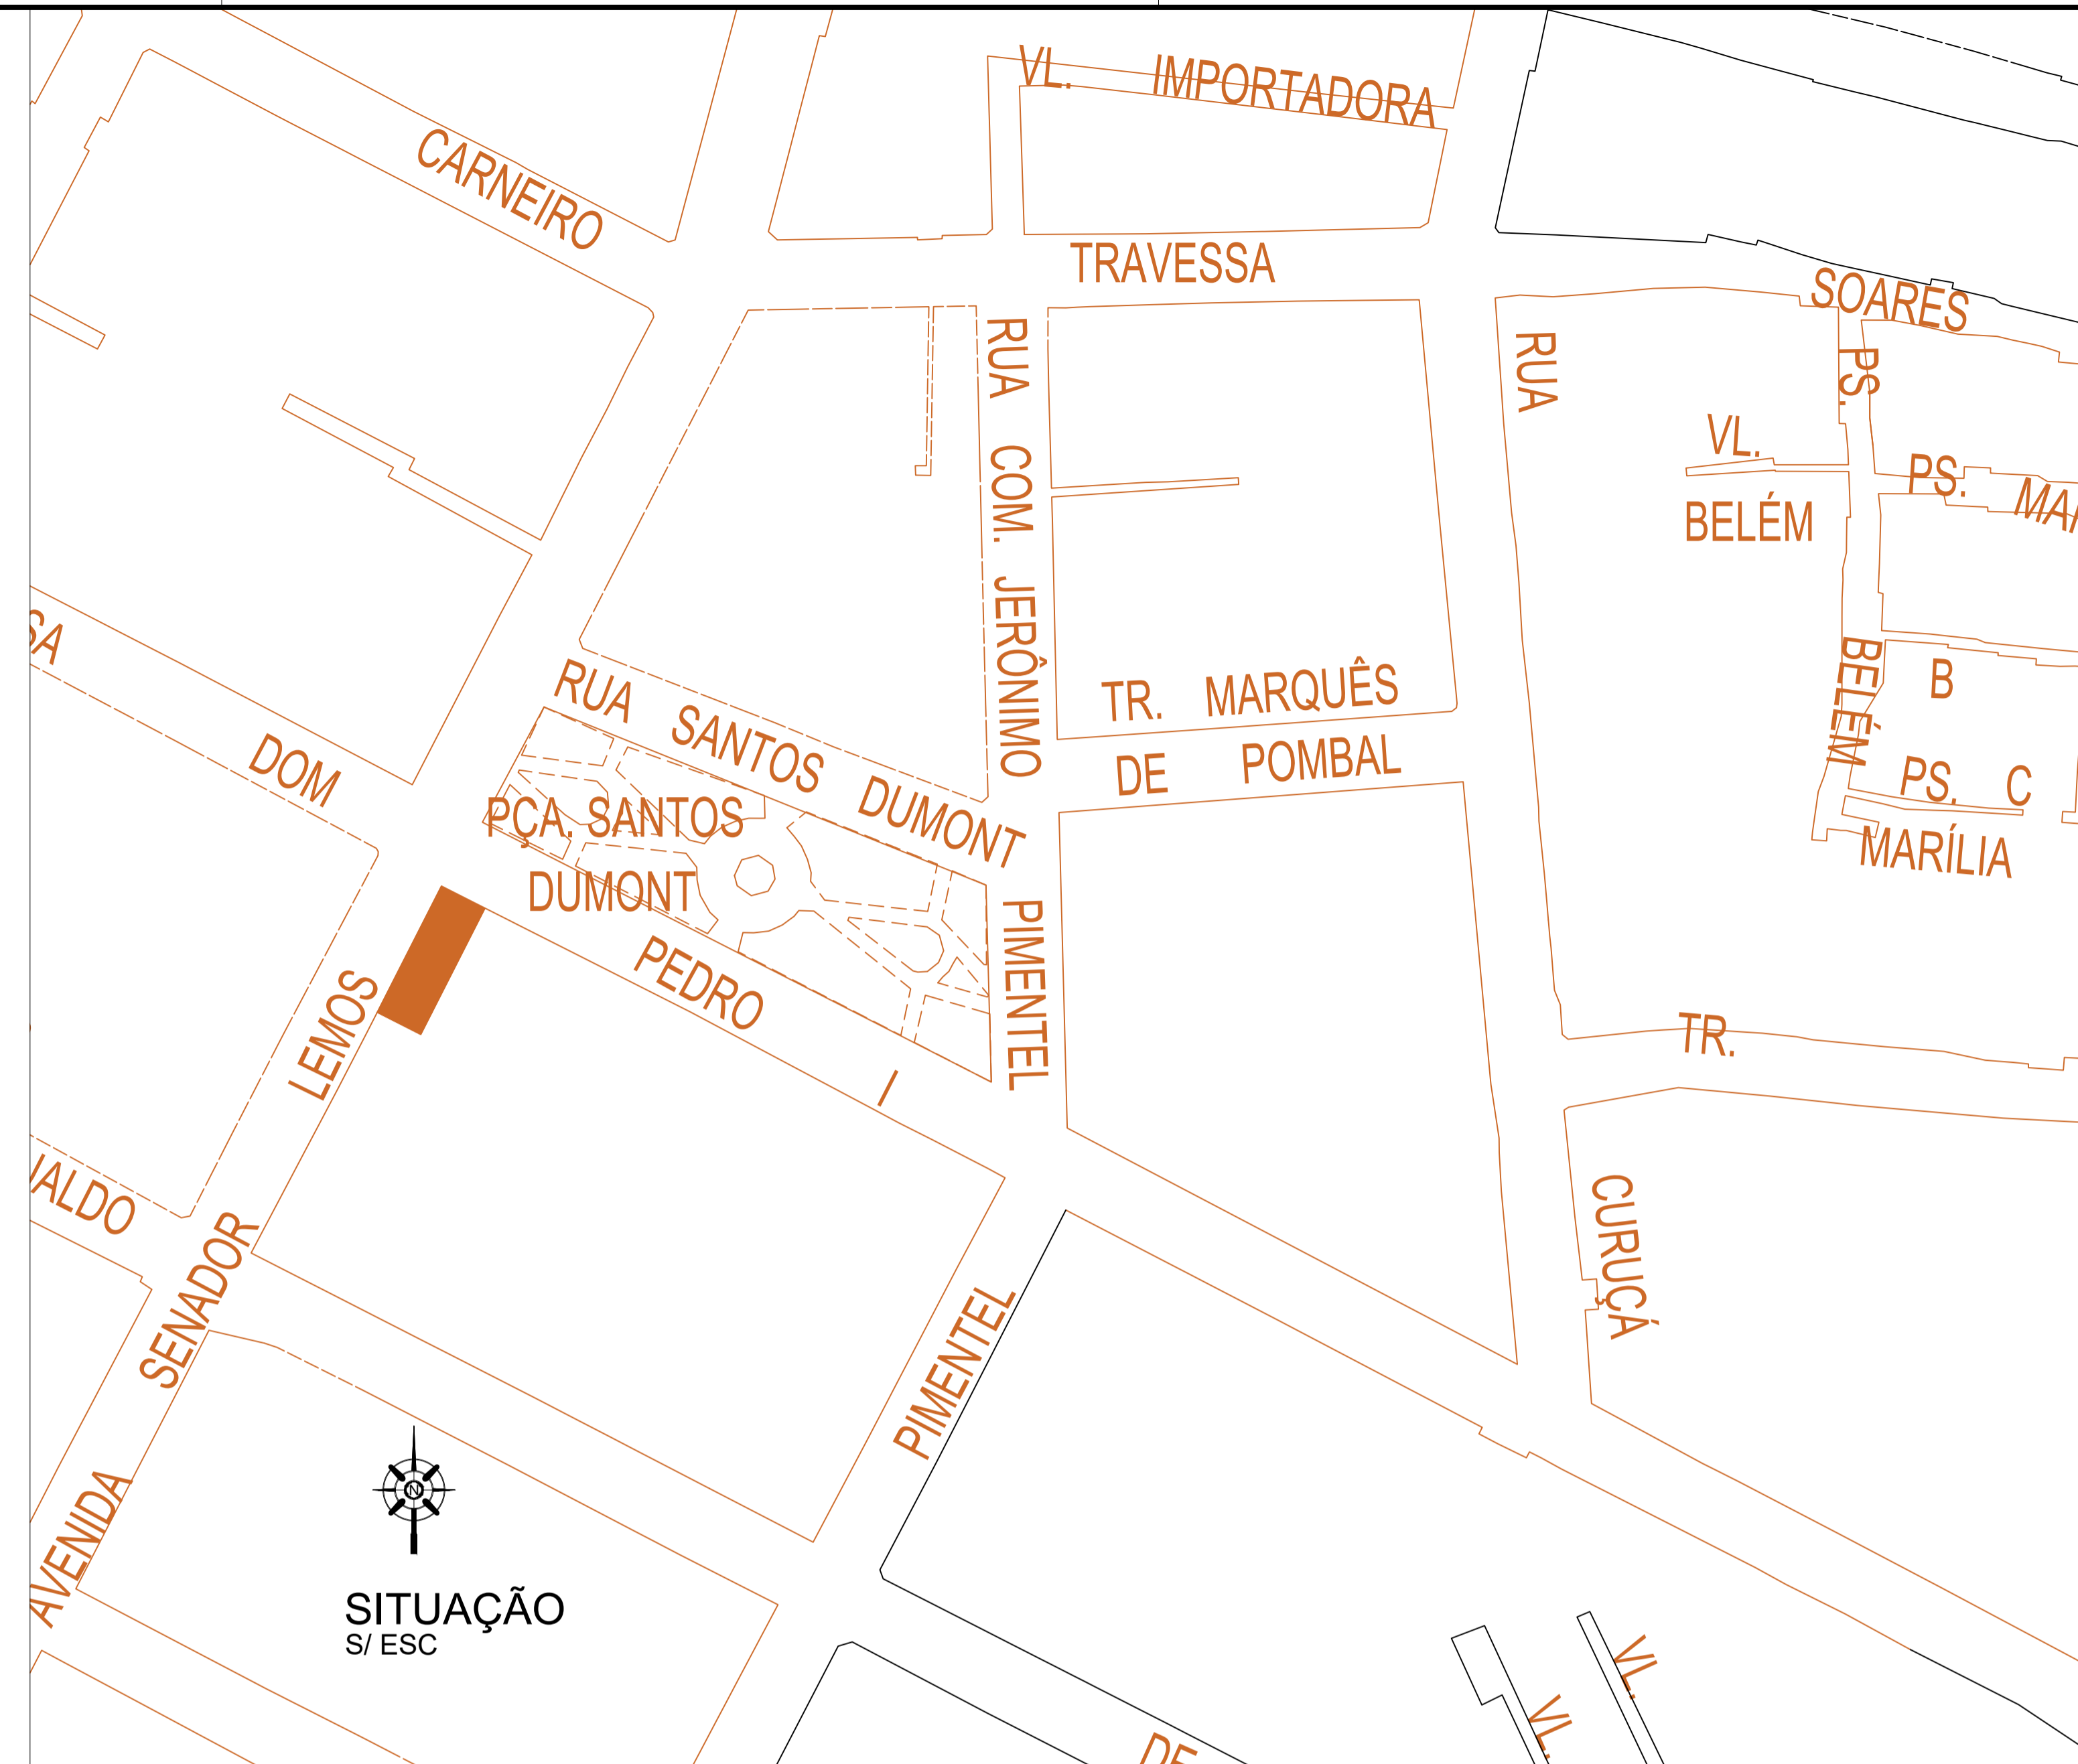 VL. IMPORTADORA
CARNEIRO
TRAVESSA
SOARES
RUA COM. JERÔNIMO
RUA
PS.
VL.
BELÉM
PS.
TR. MARQUÊS
DE POMBAL
RUA SANTOS DUMONT
BELÉM
B
PS. C
MARÍLIA
DOM
PÇA. SANTOS
DUMONT
PEDRO
I
PIMENTEL
LEMOS
TR.
CURUÇÁ
SENADOR
PIMENTEL
AVENIDA
N
SITUAÇÃO
S/ ESC
VL.
VL.
DE